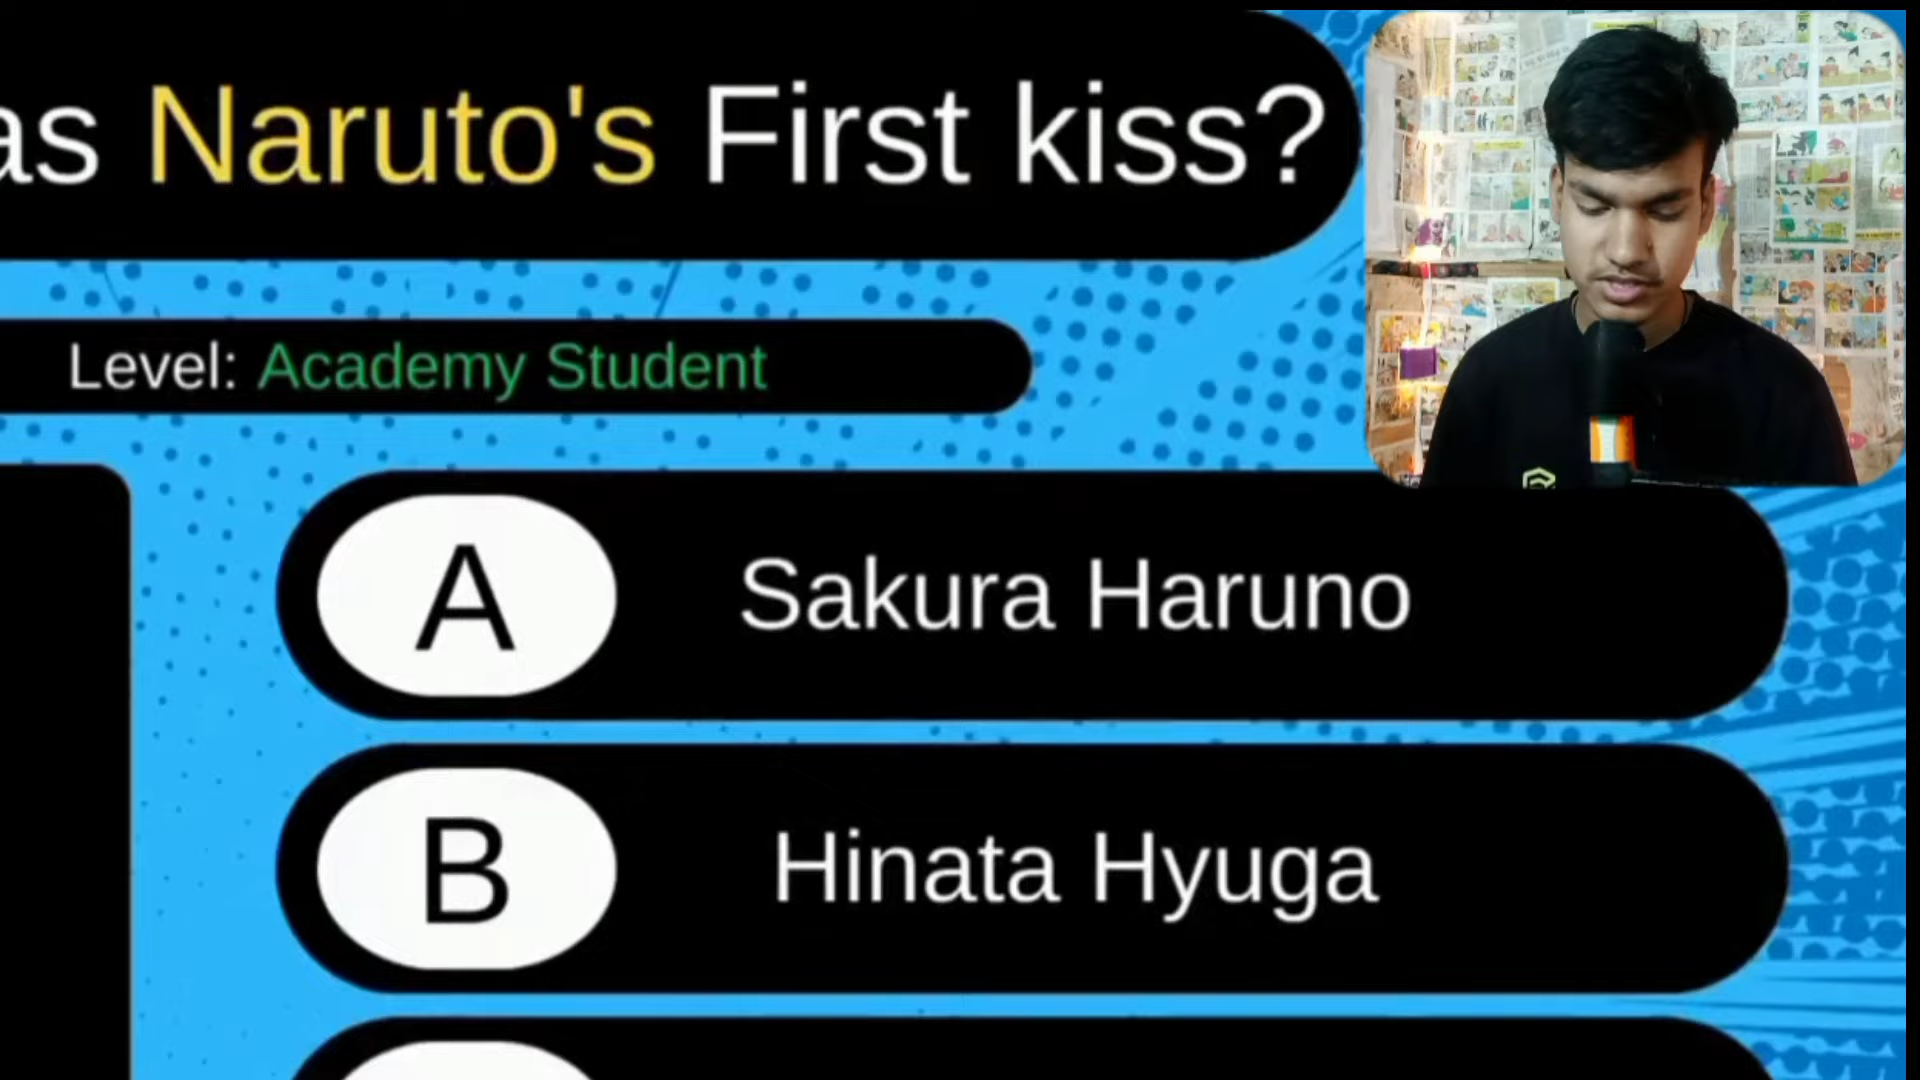 as Naruto's First kiss?
Level: Academy Student
A Sakura Haruno
B Hinata Hyuga